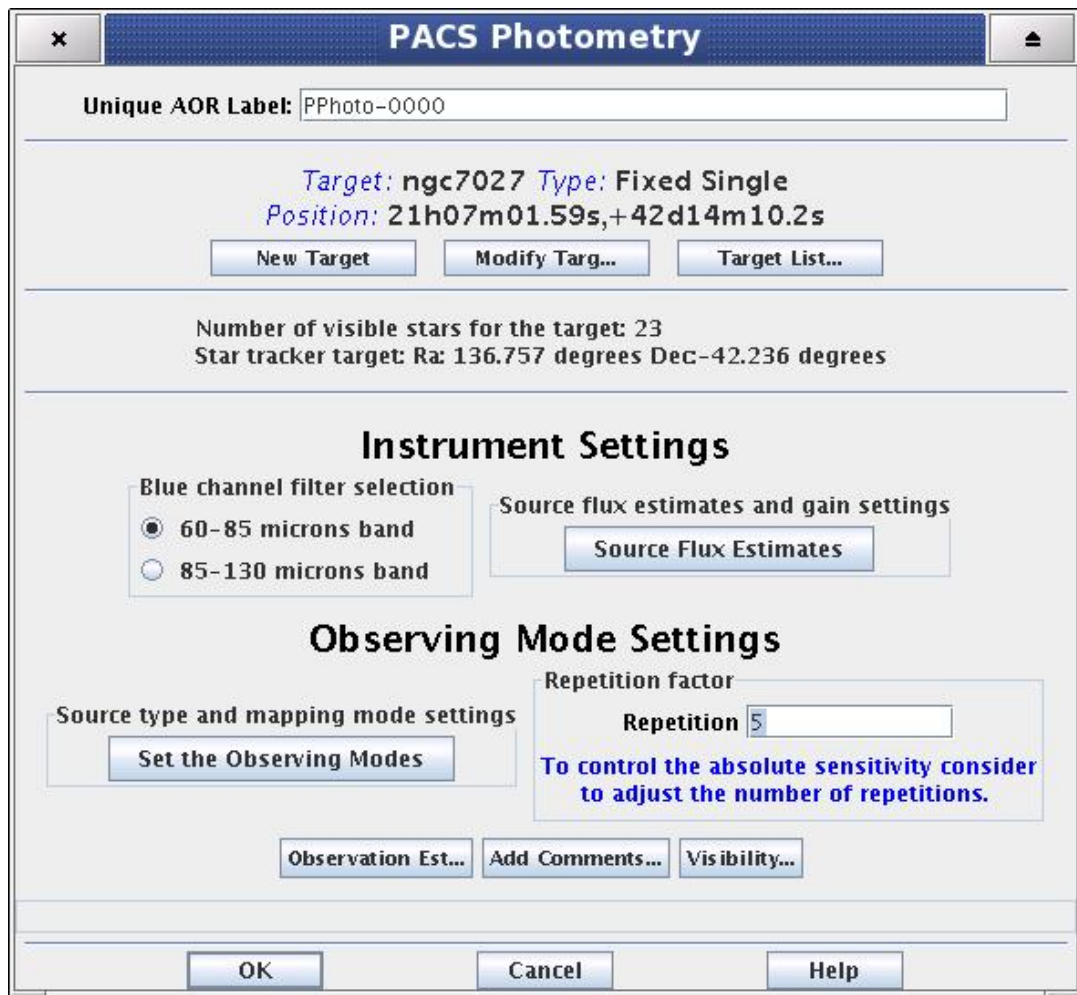 PACS Photometry
Unique AOR Label: PPhoto-0000
Target: ngc7027 Type: Fixed Single
Position: 21h07m01.59s,+42d14m10.2s
New Target Modify Targ... Target List...
Number of visible stars for the target: 23
Star tracker target: Ra: 136.757 degrees Dec:-42.236 degrees
Instrument Settings
Blue channel filter selection
60-85 microns band
85-130 microns band
Source flux estimates and gain settings
Source Flux Estimates
Observing Mode Settings
Source type and mapping mode settings
Set the Observing Modes
Repetition factor
Repetition 5
To control the absolute sensitivity consider
to adjust the number of repetitions.
Observation Est... Add Comments... Visibility...
OK Cancel Help